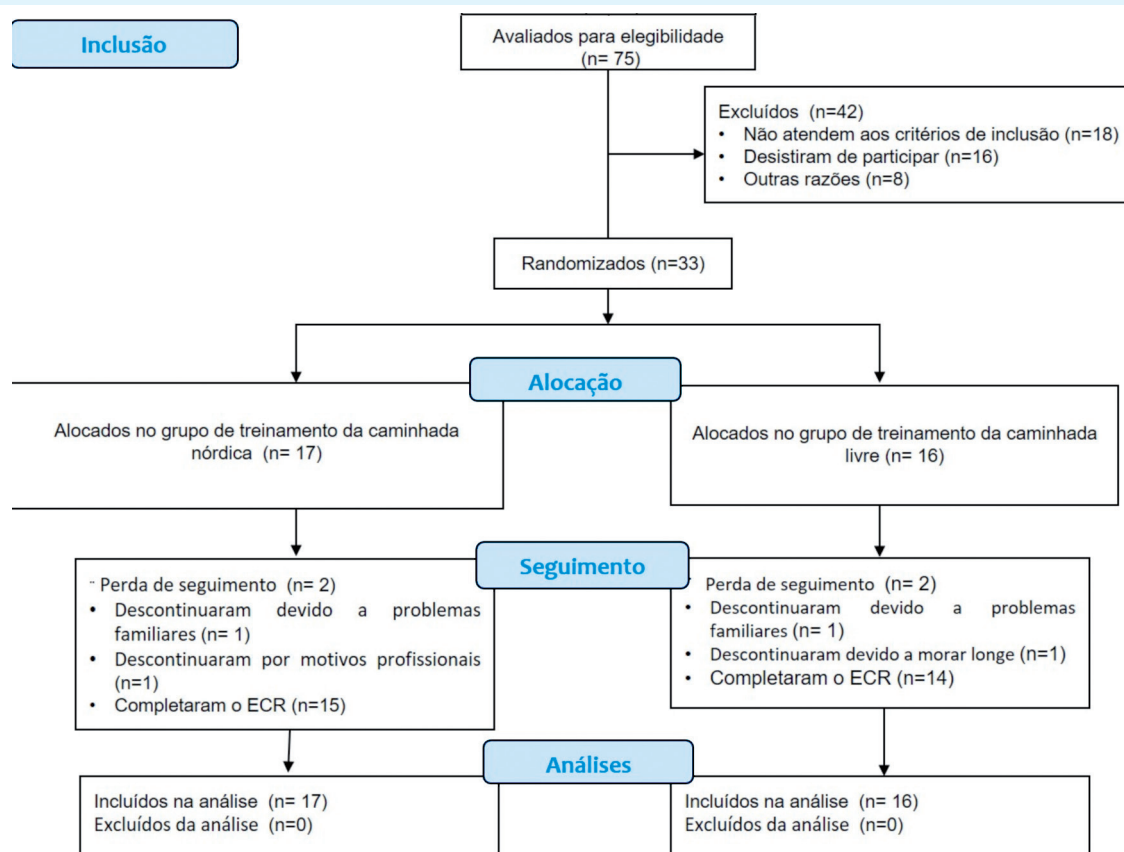 Inclusão
Avaliados para elegibilidade
(n= 75)
Excluídos (n=42)
• Não atendem aos critérios de inclusão (n=18)
• Desistiram de participar (n=16)
• Outras razões (n=8)
Randomizados (n=33)
Alocação
Alocados no grupo de treinamento da caminhada
nórdica (n= 17)
Alocados no grupo de treinamento da caminhada
livre (n= 16)
Seguimento
Perda de seguimento (n= 2)
• Descontinuaram devido a problemas
familiares (n= 1)
• Descontinuaram por motivos profissionais
(n=1)
• Completaram o ECR (n=15)
Perda de seguimento (n= 2)
• Descontinuaram devido a problemas
familiares (n= 1)
• Descontinuaram devido a morar longe (n=1)
• Completaram o ECR (n=14)
Análises
Incluídos na análise (n= 17)
Excluídos da análise (n=0)
Incluídos na análise (n= 16)
Excluídos da análise (n=0)